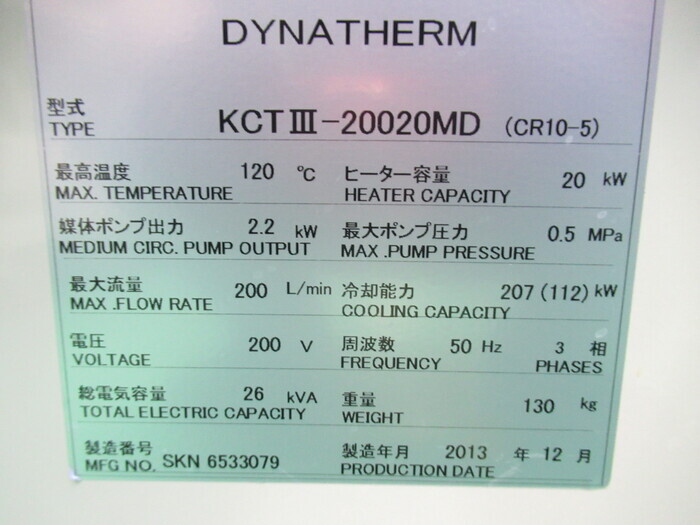 DYNATHERM
型式
TYPE KCTⅢ-20020MD (CR10-5)
最高温度 120 ℃ ヒーター容量 20 kW
MAX. TEMPERATURE HEATER CAPACITY
媒体ポンプ出力 2.2 kW 最大ポンプ圧力 0.5 MPa
MEDIUM CIRC. PUMP OUTPUT MAX .PUMP PRESSURE
最大流量 200 L/min 冷却能力 207 (112) kW
MAX .FLOW RATE COOLING CAPACITY
電圧 200 V 周波数 50 Hz 3 相
VOLTAGE FREQUENCY PHASES
総電気容量 26 kVA 重量 130 kg
TOTAL ELECTRIC CAPACITY WEIGHT
製造番号 SKN 6533079 製造年月 2013 年 12 月
MFG NO. PRODUCTION DATE